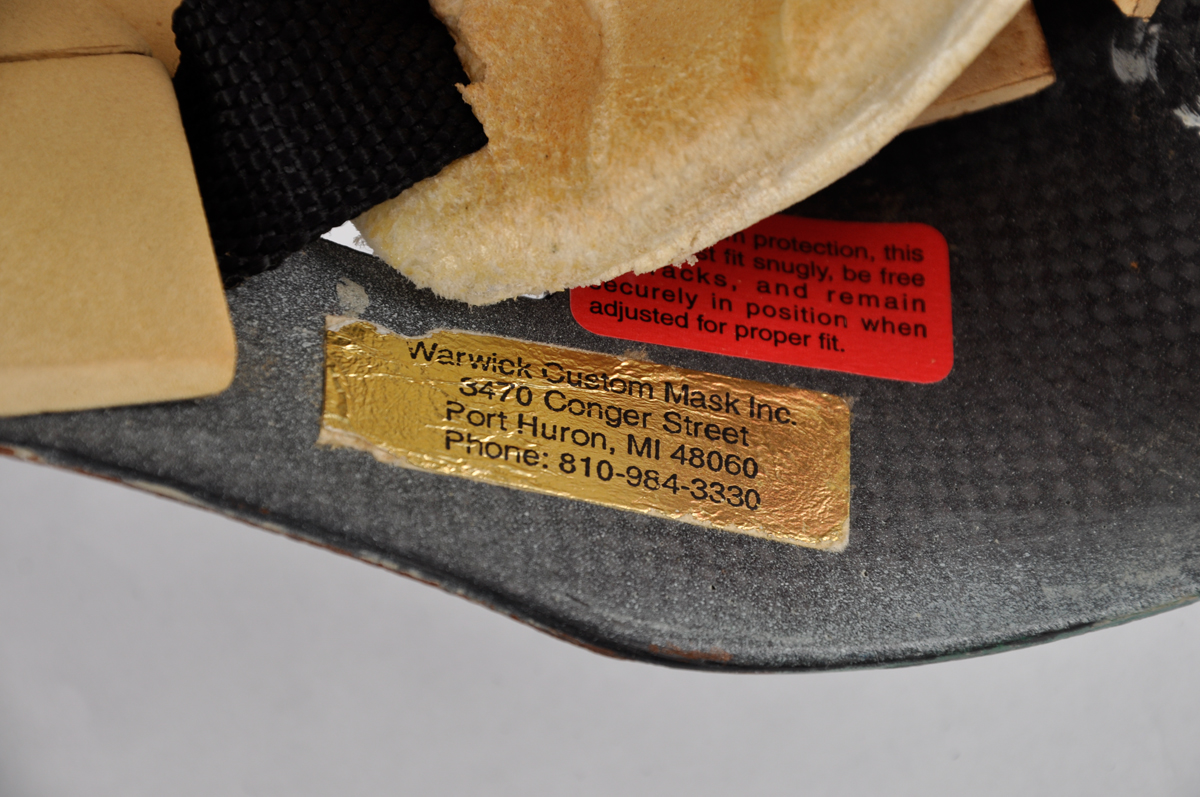 protection, this
fit snugly, be free
and remain
securely in position when
adjusted for proper fit.
Warwick Custom Mask Inc.
3470 Conger Street
Port Huron, MI 48060
Phone: 810-984-3330